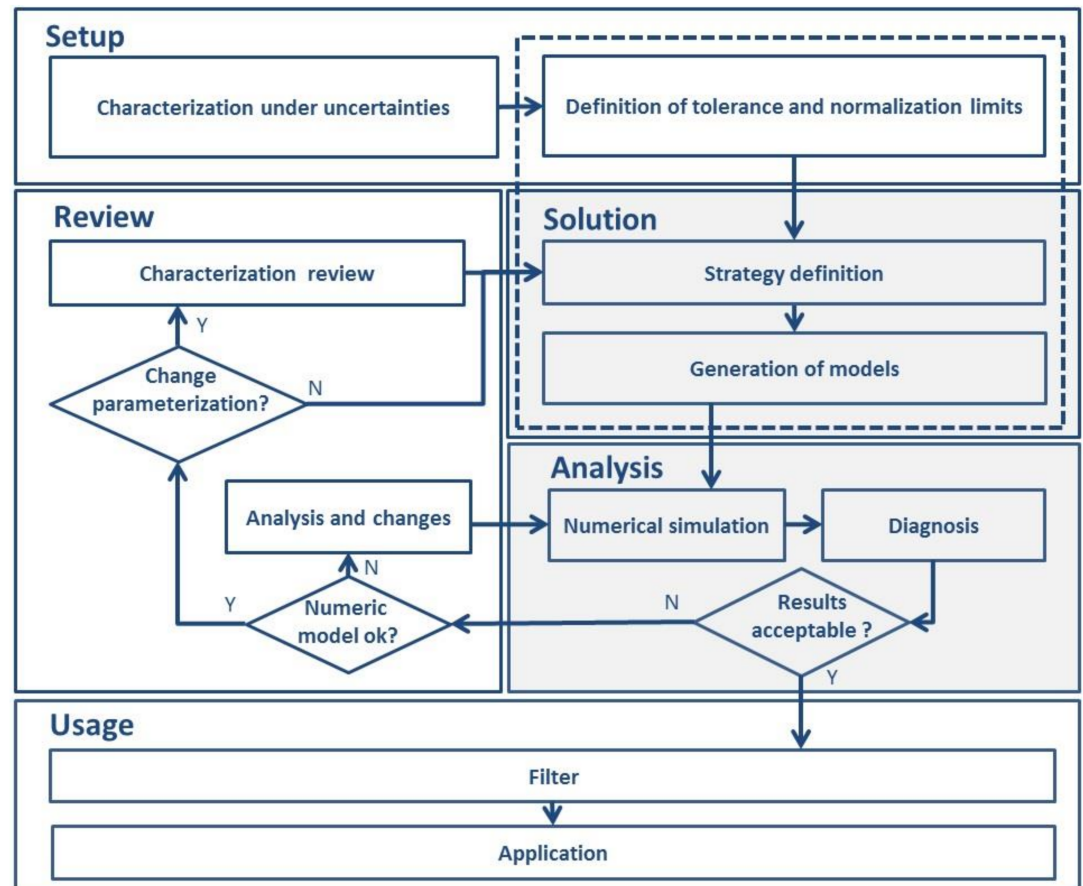 Setup
Characterization under uncertainties
Definition of tolerance and normalization limits
Review
Solution
Characterization review
Strategy definition
Y
Generation of models
Change
parameterization?
N
Analysis
Analysis and changes
Numerical simulation
Diagnosis
N
Y
Numeric
model ok?
N
Results
acceptable ?
Y
Usage
Filter
Application